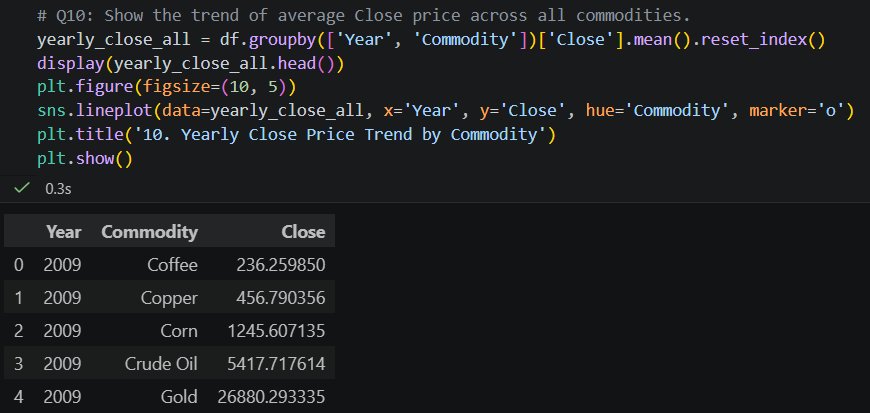 # Q10: Show the trend of average Close price across all commodities.
yearly_close_all = df.groupby(['Year', 'Commodity'])['Close'].mean().reset_index()
display(yearly_close_all.head())
plt.figure(figsize=(10, 5))
sns.lineplot(data=yearly_close_all, x='Year', y='Close', hue='Commodity', marker='o')
plt.title('10. Yearly Close Price Trend by Commodity')
plt.show()
0.3s
Year Commodity Close
0 2009 Coffee 236.259850
1 2009 Copper 456.790356
2 2009 Corn 1245.607135
3 2009 Crude Oil 5417.717614
4 2009 Gold 26880.293335